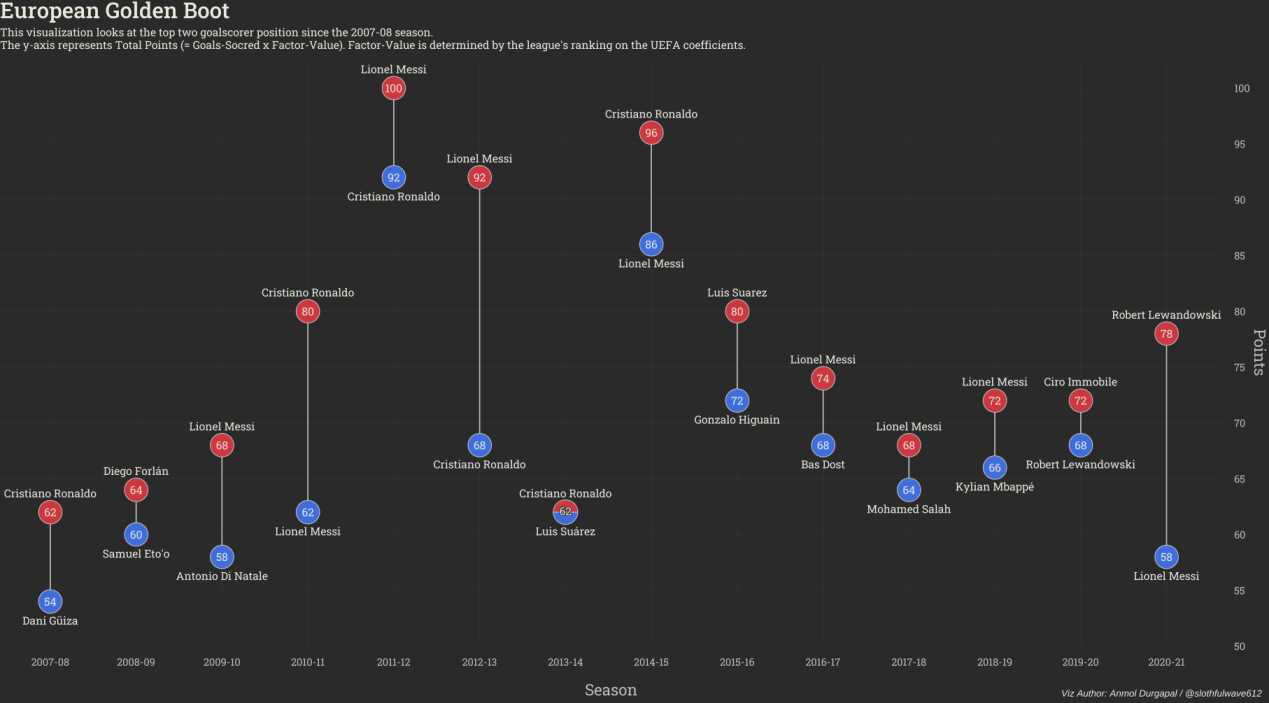 European Golden Boot
This visualization looks at the top two goalscorer position since the 2007-08 season.
The y-axis represents Total Points (= Goals-Socred x Factor-Value). Factor-Value is determined by the league's ranking on the UEFA coefficients.
Lionel Messi
100
92
Cristiano Ronaldo
Cristiano Ronaldo
96
86
Lionel Messi
Lionel Messi
92
68
Cristiano Ronaldo
Cristiano Ronaldo
80
62
Lionel Messi
Luis Suarez
80
72
Gonzalo Higuain
Robert Lewandowski
78
58
Lionel Messi
Lionel Messi
74
68
Bas Dost
Lionel Messi
72
66
Kylian Mbappé
Ciro Immobile
72
68
Robert Lewandowski
Lionel Messi
68
58
Antonio Di Natale
Lionel Messi
68
64
Mohamed Salah
Diego Forlán
64
60
Samuel Eto'o
Cristiano Ronaldo
62
54
Dani Güiza
Cristiano Ronaldo
62
Luis Suárez
100
95
90
85
80
75
70
65
60
55
50
Points
2007-08
2008-09
2009-10
2010-11
2011-12
2012-13
2013-14
2014-15
2015-16
2016-17
2017-18
2018-19
2019-20
2020-21
Season
Viz Author: Anmol Durgapal / @slothfulwave612